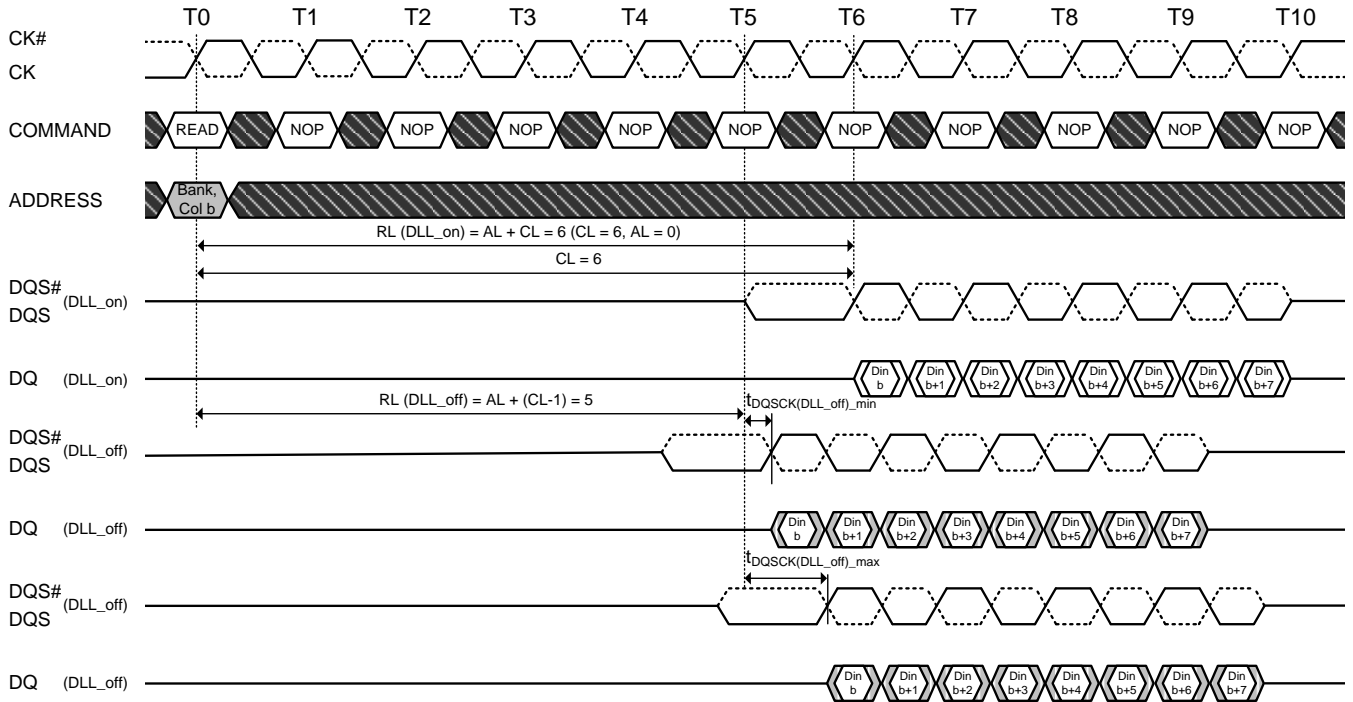 T0 T1 T2 T3 T4 T5 T6 T7 T8 T9 T10
CK#
CK
COMMAND READ NOP NOP NOP NOP NOP NOP NOP NOP NOP NOP
ADDRESS Bank,
Col b
RL (DLL_on) = AL + CL = 6 (CL = 6, AL = 0)
CL = 6
DQS# (DLL_on)
DQS
DQ (DLL_on) Din b Din b+1 Din b+2 Din b+3 Din b+4 Din b+5 Din b+6 Din b+7
RL (DLL_off) = AL + (CL-1) = 5 tDQSCK(DLL_off)_min
DQS# (DLL_off)
DQS
DQ (DLL_off) Din b Din b+1 Din b+2 Din b+3 Din b+4 Din b+5 Din b+6 Din b+7
tDQSCK(DLL_off)_max
DQS# (DLL_off)
DQS
DQ (DLL_off) Din b Din b+1 Din b+2 Din b+3 Din b+4 Din b+5 Din b+6 Din b+7